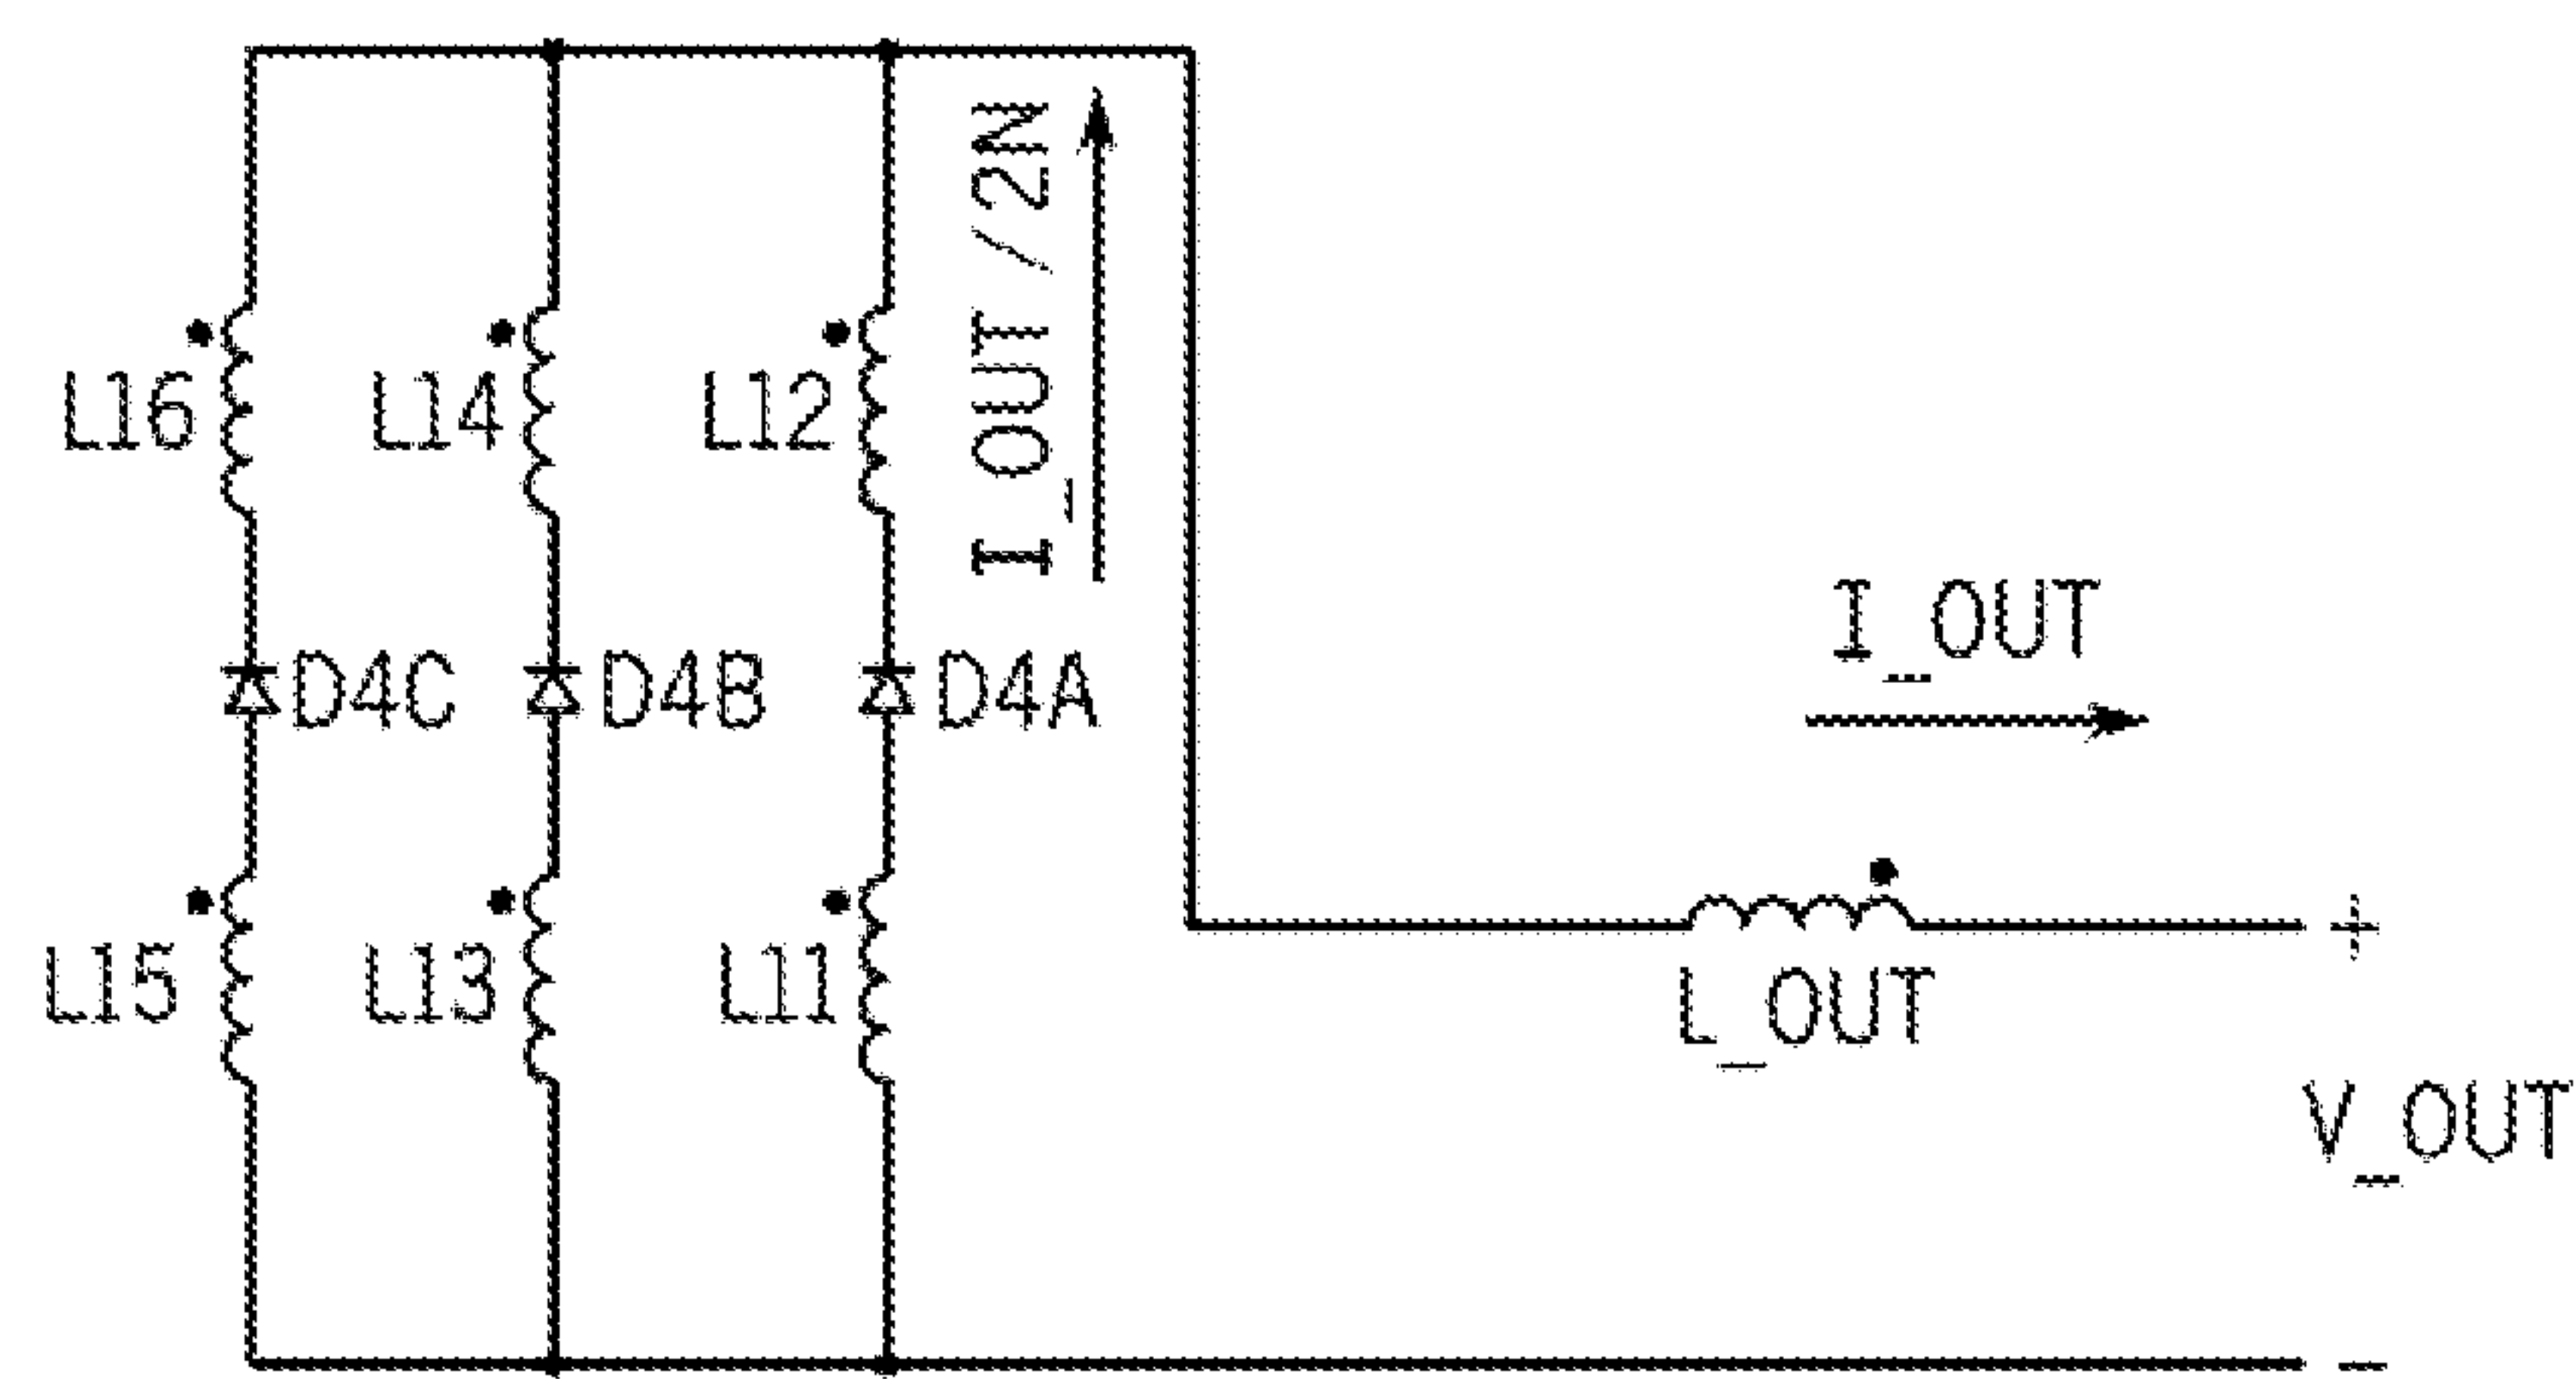 I_OUT /2N
L16
L14
L12
I_OUT
D4C
D4B
D4A
L15
L13
L11
L_OUT
+
V_OUT
-